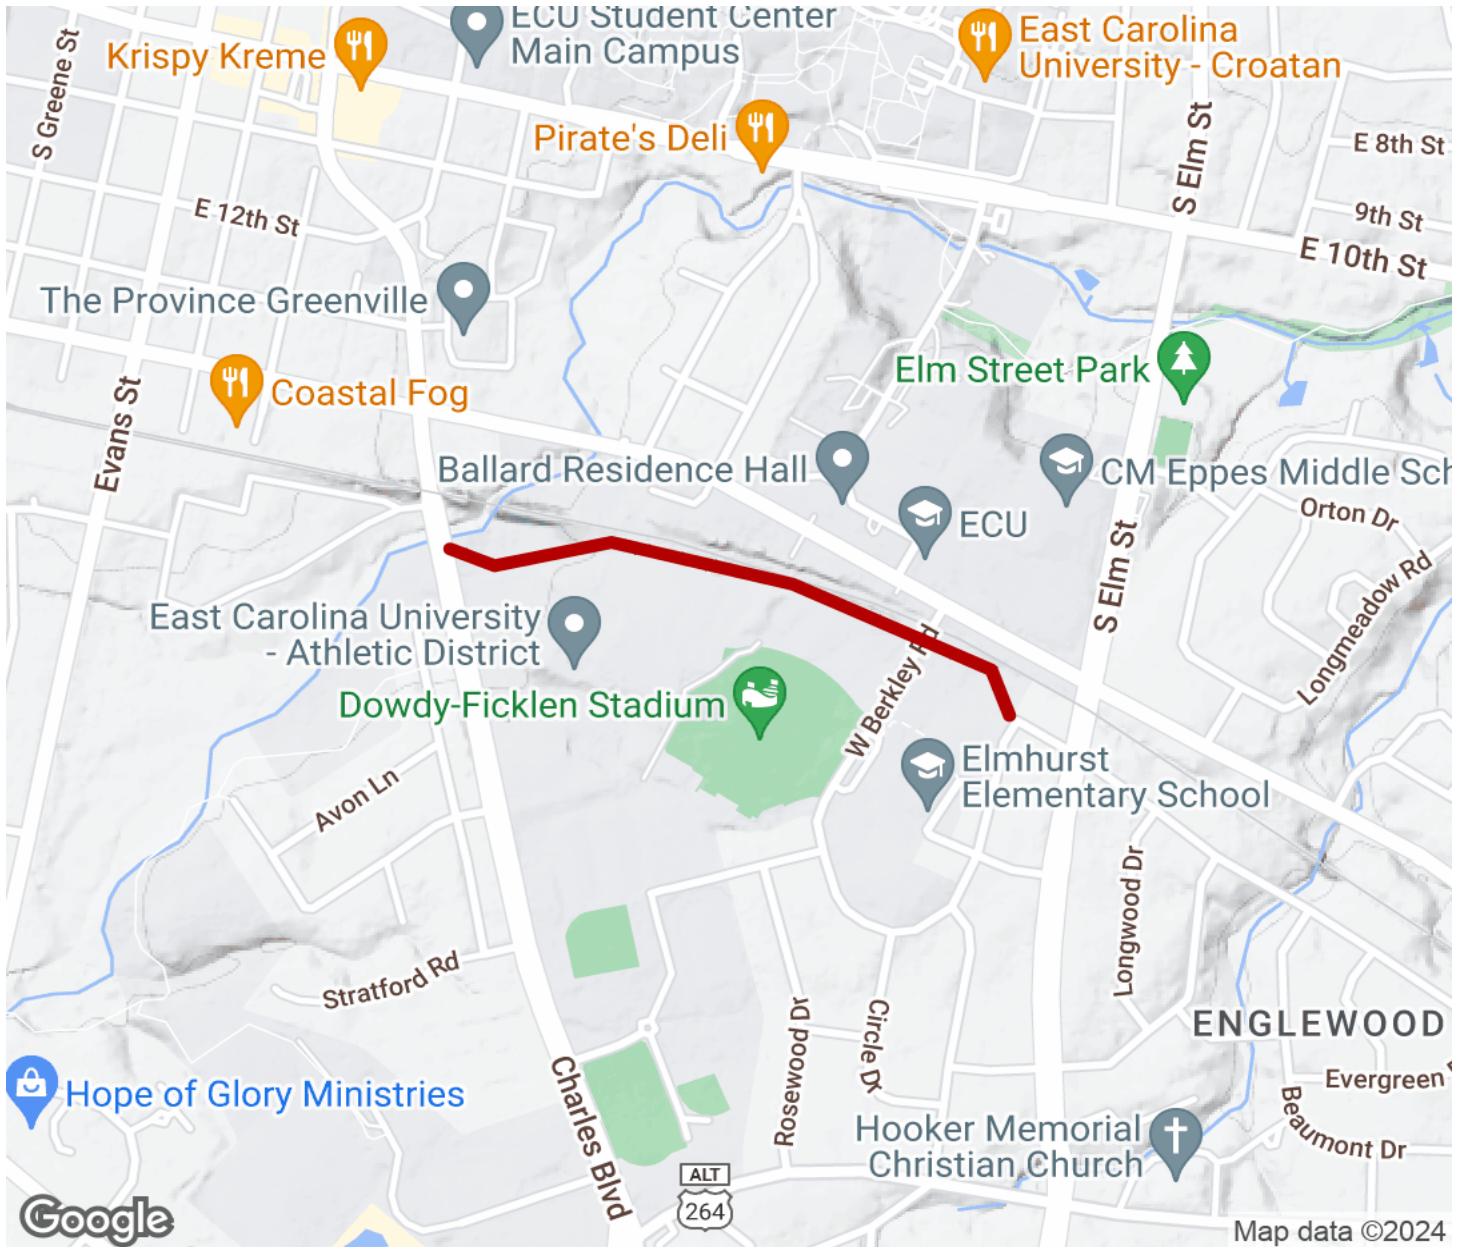 ECU Student Center
Main Campus
East Carolina
University - Croatan
Krispy Kreme
S Greene St
Pirate's Deli
S Elm St
E 8th St
9th St
E 12th St
E 10th St
The Province Greenville
Elm Street Park
Coastal Fog
Evans St
Ballard Residence Hall
CM Eppes Middle Sch
Orton Dr
ECU
S Elm St
Longmeadow Rd
East Carolina University
- Athletic District
Dowdy-Ficklen Stadium
W Berkley Rd
Elmhurst
Elementary School
Avon Ln
Longwood Dr
Stratford Rd
Rosewood Dr
Circle Dr
ENGLEWOOD
Charles Blvd
Hope of Glory Ministries
Evergreen
Beaumont Dr
Hooker Memorial
Christian Church
ALT
264
Google
Map data ©2024